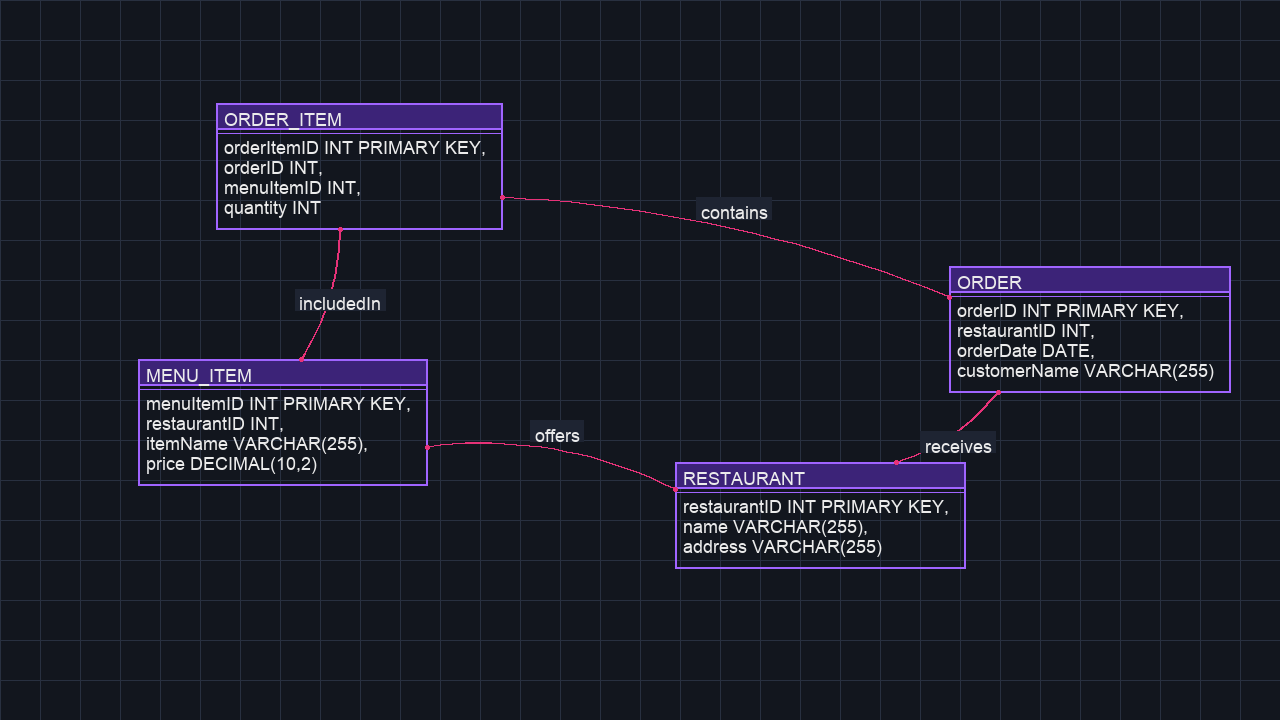 ORDER_ITEM
orderItemID INT PRIMARY KEY,
orderID INT,
menuItemID INT,
quantity INT
contains
ORDER
orderID INT PRIMARY KEY,
restaurantID INT,
orderDate DATE,
customerName VARCHAR(255)
includedIn
MENU_ITEM
menuItemID INT PRIMARY KEY,
restaurantID INT,
itemName VARCHAR(255),
price DECIMAL(10,2)
offers
receives
RESTAURANT
restaurantID INT PRIMARY KEY,
name VARCHAR(255),
address VARCHAR(255)